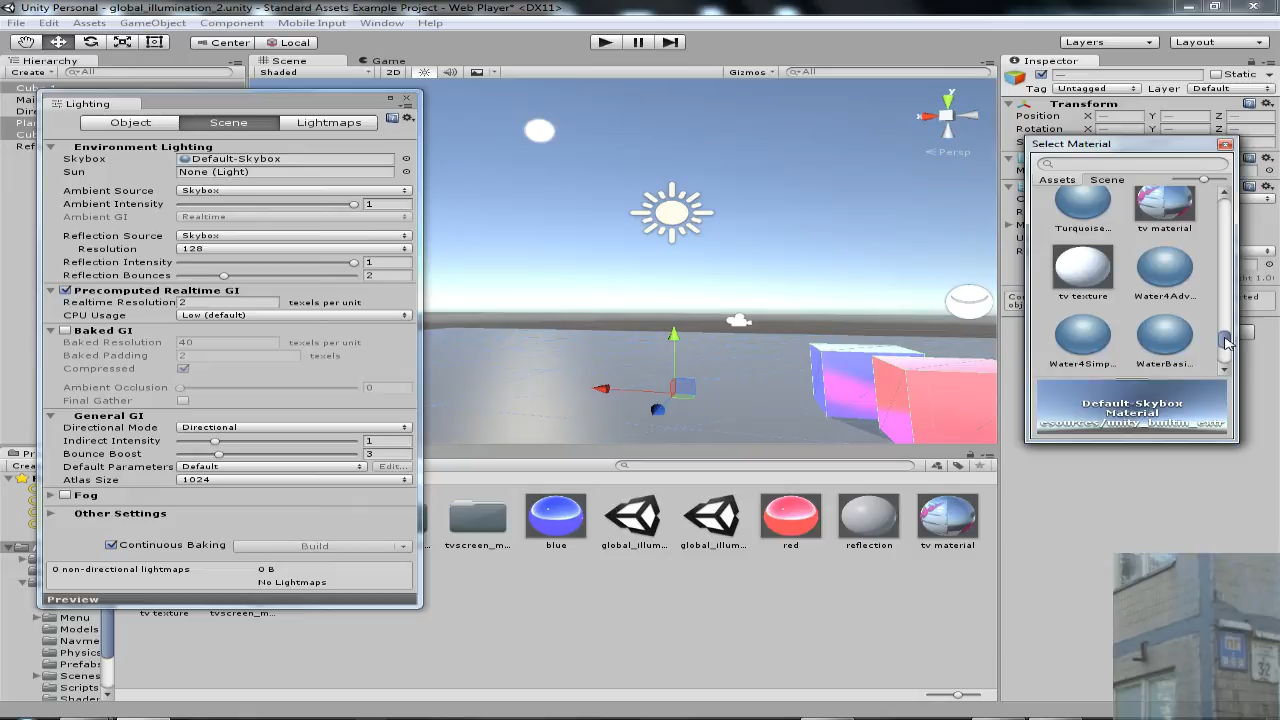 Unity Personal - global_illumination_2.unity - Standard Assets Example Project - Web Player* <DX11>
File Edit Assets GameObject Component Mobile Input Window Help
Center Local Layers Layout
Hierarchy
Create All
Scene Game
Shaded 2D Gizmos All
Persp
Lighting
Object Scene Lightmaps
Environment Lighting
Skybox Default-Skybox
Sun None (Light)
Ambient Source Skybox
Ambient Intensity 1
Ambient GI Realtime
Reflection Source Skybox
Resolution 128
Reflection Intensity 1
Reflection Bounces 2
Precomputed Realtime GI
Realtime Resolution 2 texels per unit
CPU Usage Low (default)
Baked GI
Baked Resolution 40 texels per unit
Baked Padding 2 texels
Compressed
Ambient Occlusion 0
Final Gather
General GI
Directional Mode Directional
Indirect Intensity 1
Bounce Boost 3
Default Parameters Default Edit...
Atlas Size 1024
Fog
Other Settings
Continuous Baking Build
0 non-directional lightmaps 0 B
No Lightmaps
Preview
Inspector
— Static
Tag Untagged Layer Default
Transform
Position X — Y — Z —
Rotation X — Y — Z —
Select Material
Assets Scene
Turquoise... tv material
tv texture Water4Adv...
Water4Simp... WaterBasi...
Default-Skybox
Material
esources/unity_builtin_extr
tvscreen_m... blue global_illum... global_illum... red reflection tv material
tv texture tvscreen_m...
Menu
Models
Navme
Physics
Prefabs
Scenes
Scripts
Shader
32